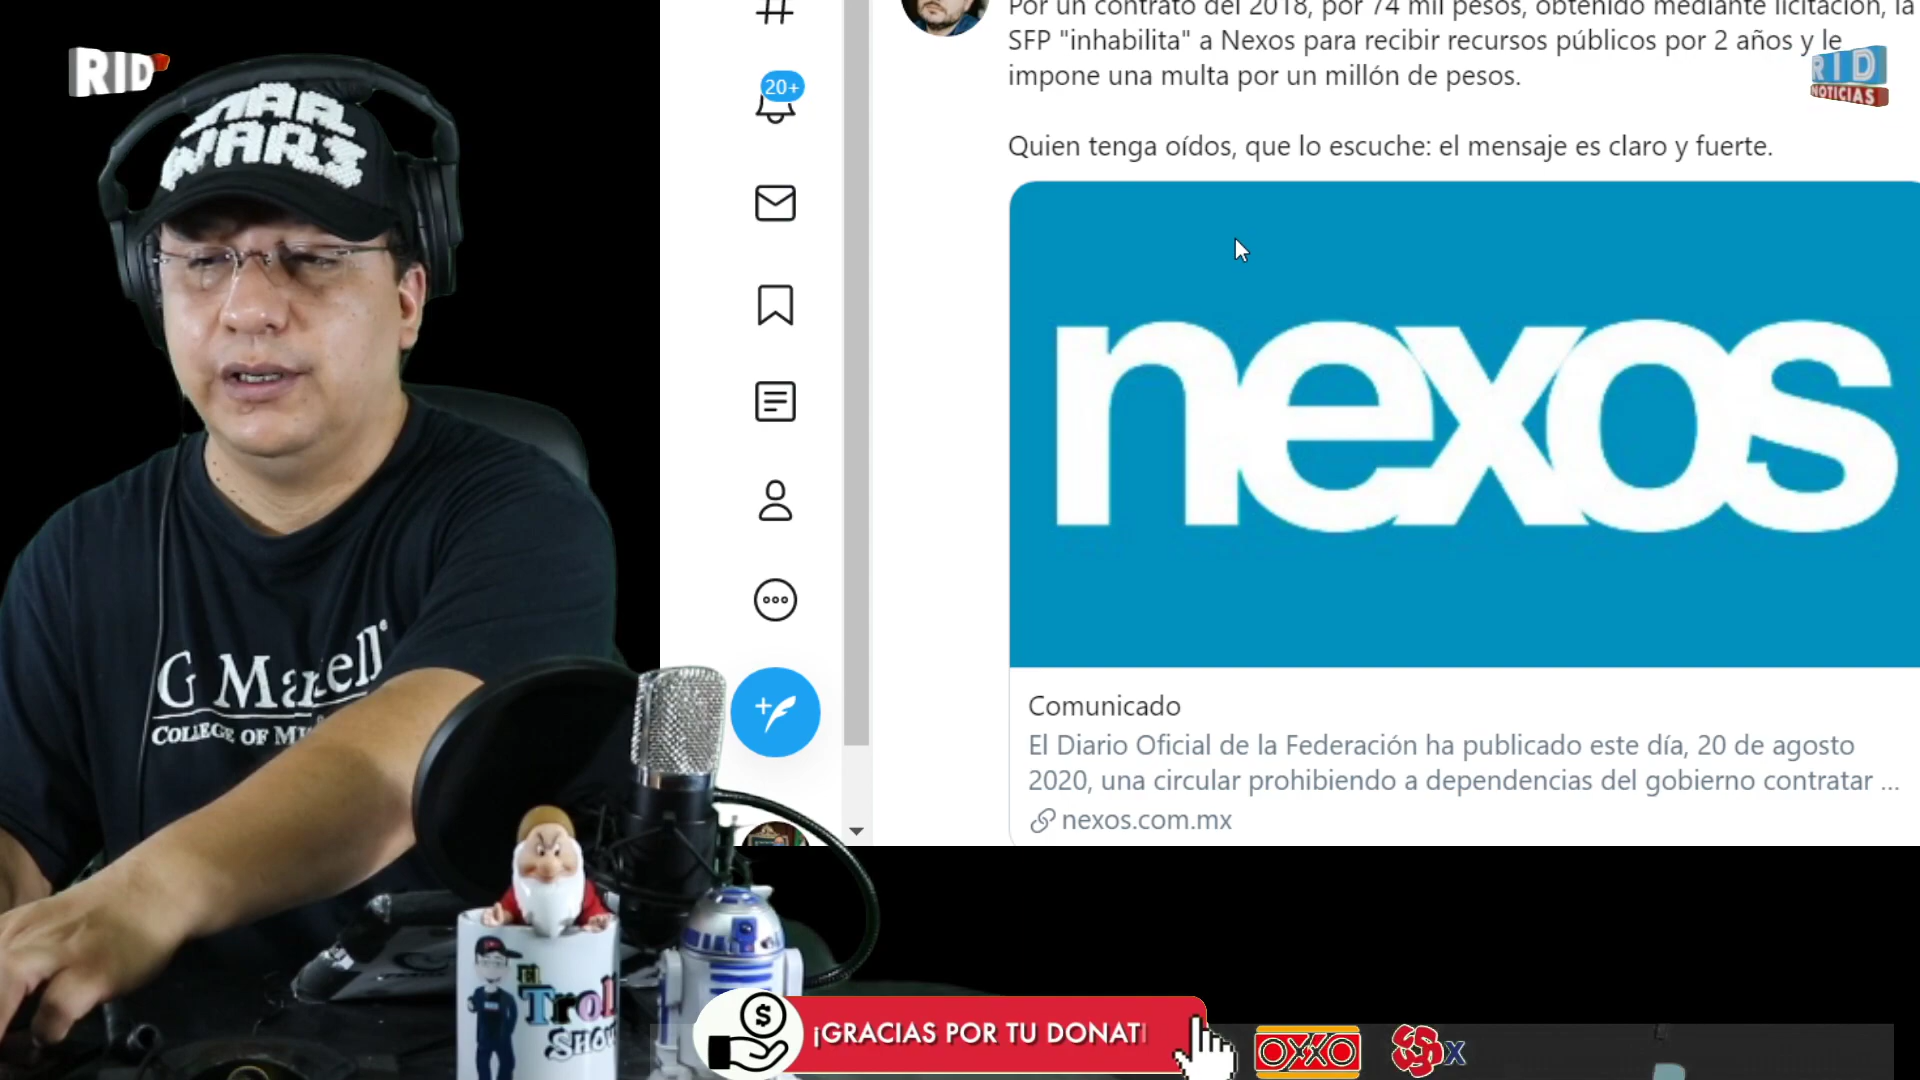 RID
STAR
WARS
G Martell
COLLEGE OF
El
Troll
SHOW
20+
Por un contrato del 2018, por 74 mil pesos, obtenido mediante licitación, la
SFP "inhabilita" a Nexos para recibir recursos públicos por 2 años y le
impone una multa por un millón de pesos.
RID
NOTICIAS
Quien tenga oídos, que lo escuche: el mensaje es claro y fuerte.
nexos
Comunicado
El Diario Oficial de la Federación ha publicado este día, 20 de agosto
2020, una circular prohibiendo a dependencias del gobierno contratar ...
nexos.com.mx
$
¡GRACIAS POR TU DONATI
OXXO
X